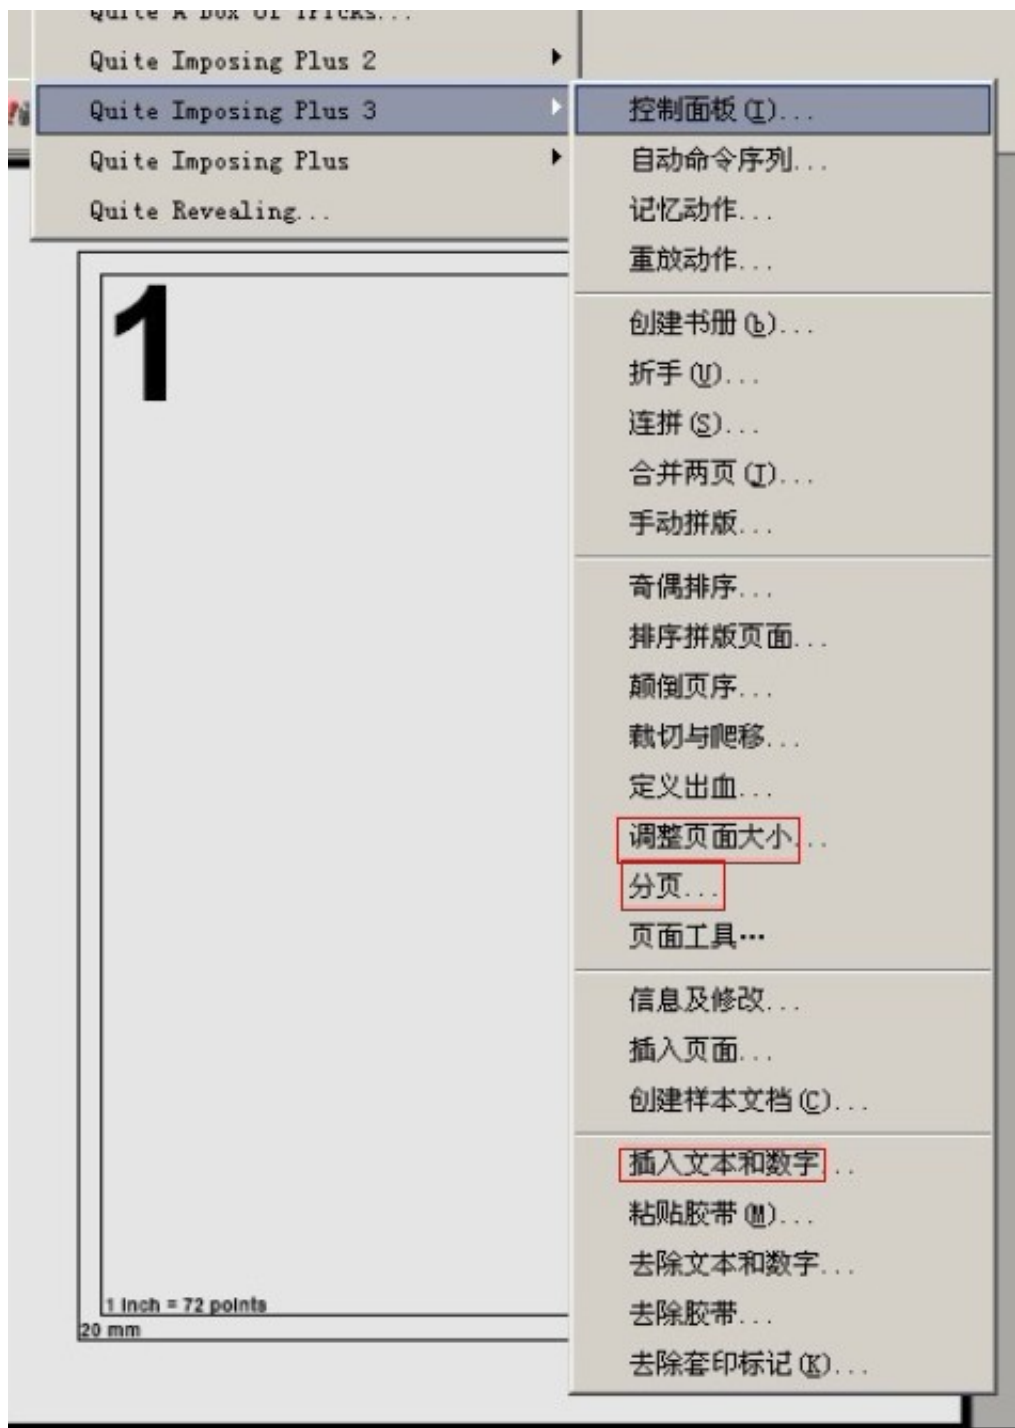 Quite A Box Of Tricks...
Quite Imposing Plus 2
Quite Imposing Plus 3
Quite Imposing Plus
Quite Revealing...
控制面板(I)...
自动命令序列...
记忆动作...
重放动作...
创建书册(b)...
折手(U)...
连拼(S)...
合并两页(T)...
手动拼版...
奇偶排序...
排序拼版页面...
颠倒页序...
裁切与爬移...
定义出血...
调整页面大小...
分页...
页面工具…
信息及修改...
插入页面...
创建样本文档(C)...
插入文本和数字...
粘贴胶带(M)...
去除文本和数字...
去除胶带...
去除套印标记(K)...
1
1 inch = 72 points
20 mm